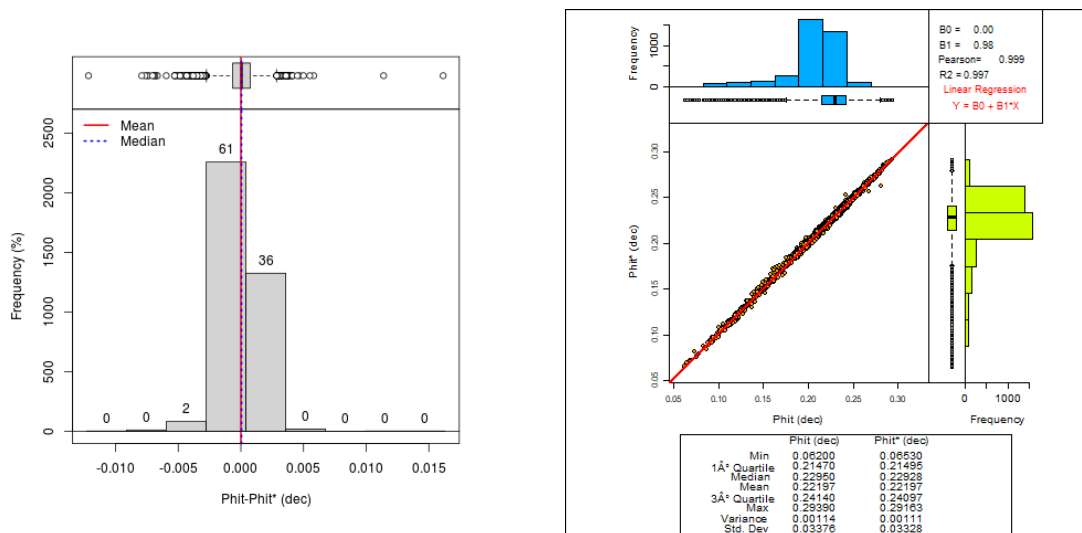 Mean
Median
Frequency (%)
0
500
1000
1500
2000
2500
0
0
2
61
36
0
0
0
0
-0.010
-0.005
0.000
0.005
0.010
0.015
Phit-Phit* (dec)
Frequency
0
1000
B0 = 0.00
B1 = 0.98
Pearson= 0.999
R2 = 0.997
Linear Regression
Y = B0 + B1*X
Phit* (dec)
0.05
0.10
0.15
0.20
0.25
0.30
0.05 0.10 0.15 0.20 0.25 0.30
Phit (dec)
0 1000
Frequency
Phit (dec) Phit* (dec)
Min 0.06200 0.06530
1Âº Quartile 0.21470 0.21495
Median 0.22950 0.22928
Mean 0.22197 0.22197
3Âº Quartile 0.24140 0.24097
Max 0.29390 0.29163
Variance 0.00114 0.00111
Std. Dev 0.03376 0.03328